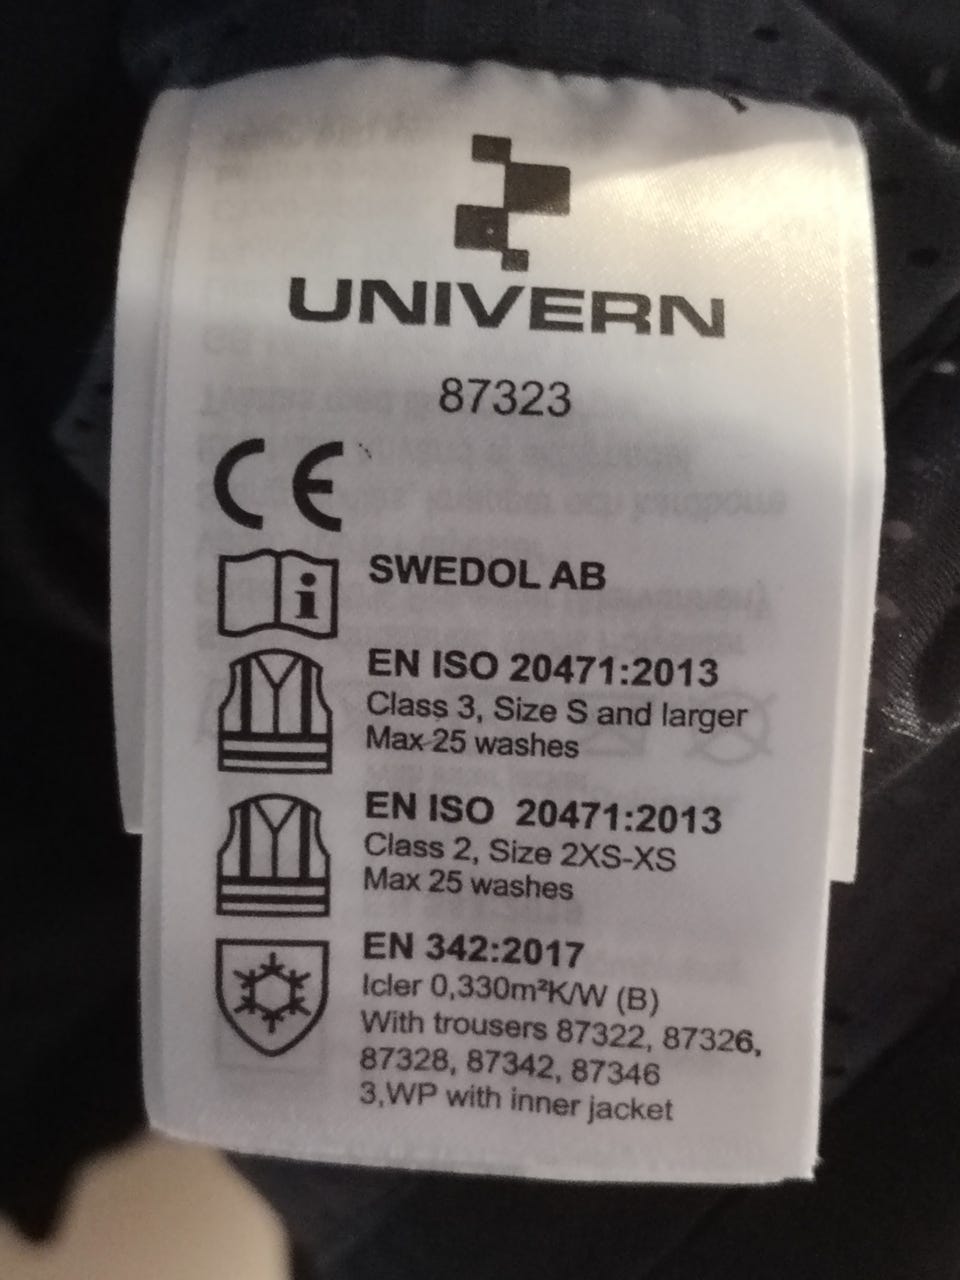 UNIVERN
87323
CE
SWEDOL AB
EN ISO 20471:2013
Class 3, Size S and larger
Max 25 washes
EN ISO 20471:2013
Class 2, Size 2XS-XS
Max 25 washes
EN 342:2017
Icler 0,330m²K/W (B)
With trousers 87322, 87326,
87328, 87342, 87346
3,WP with inner jacket